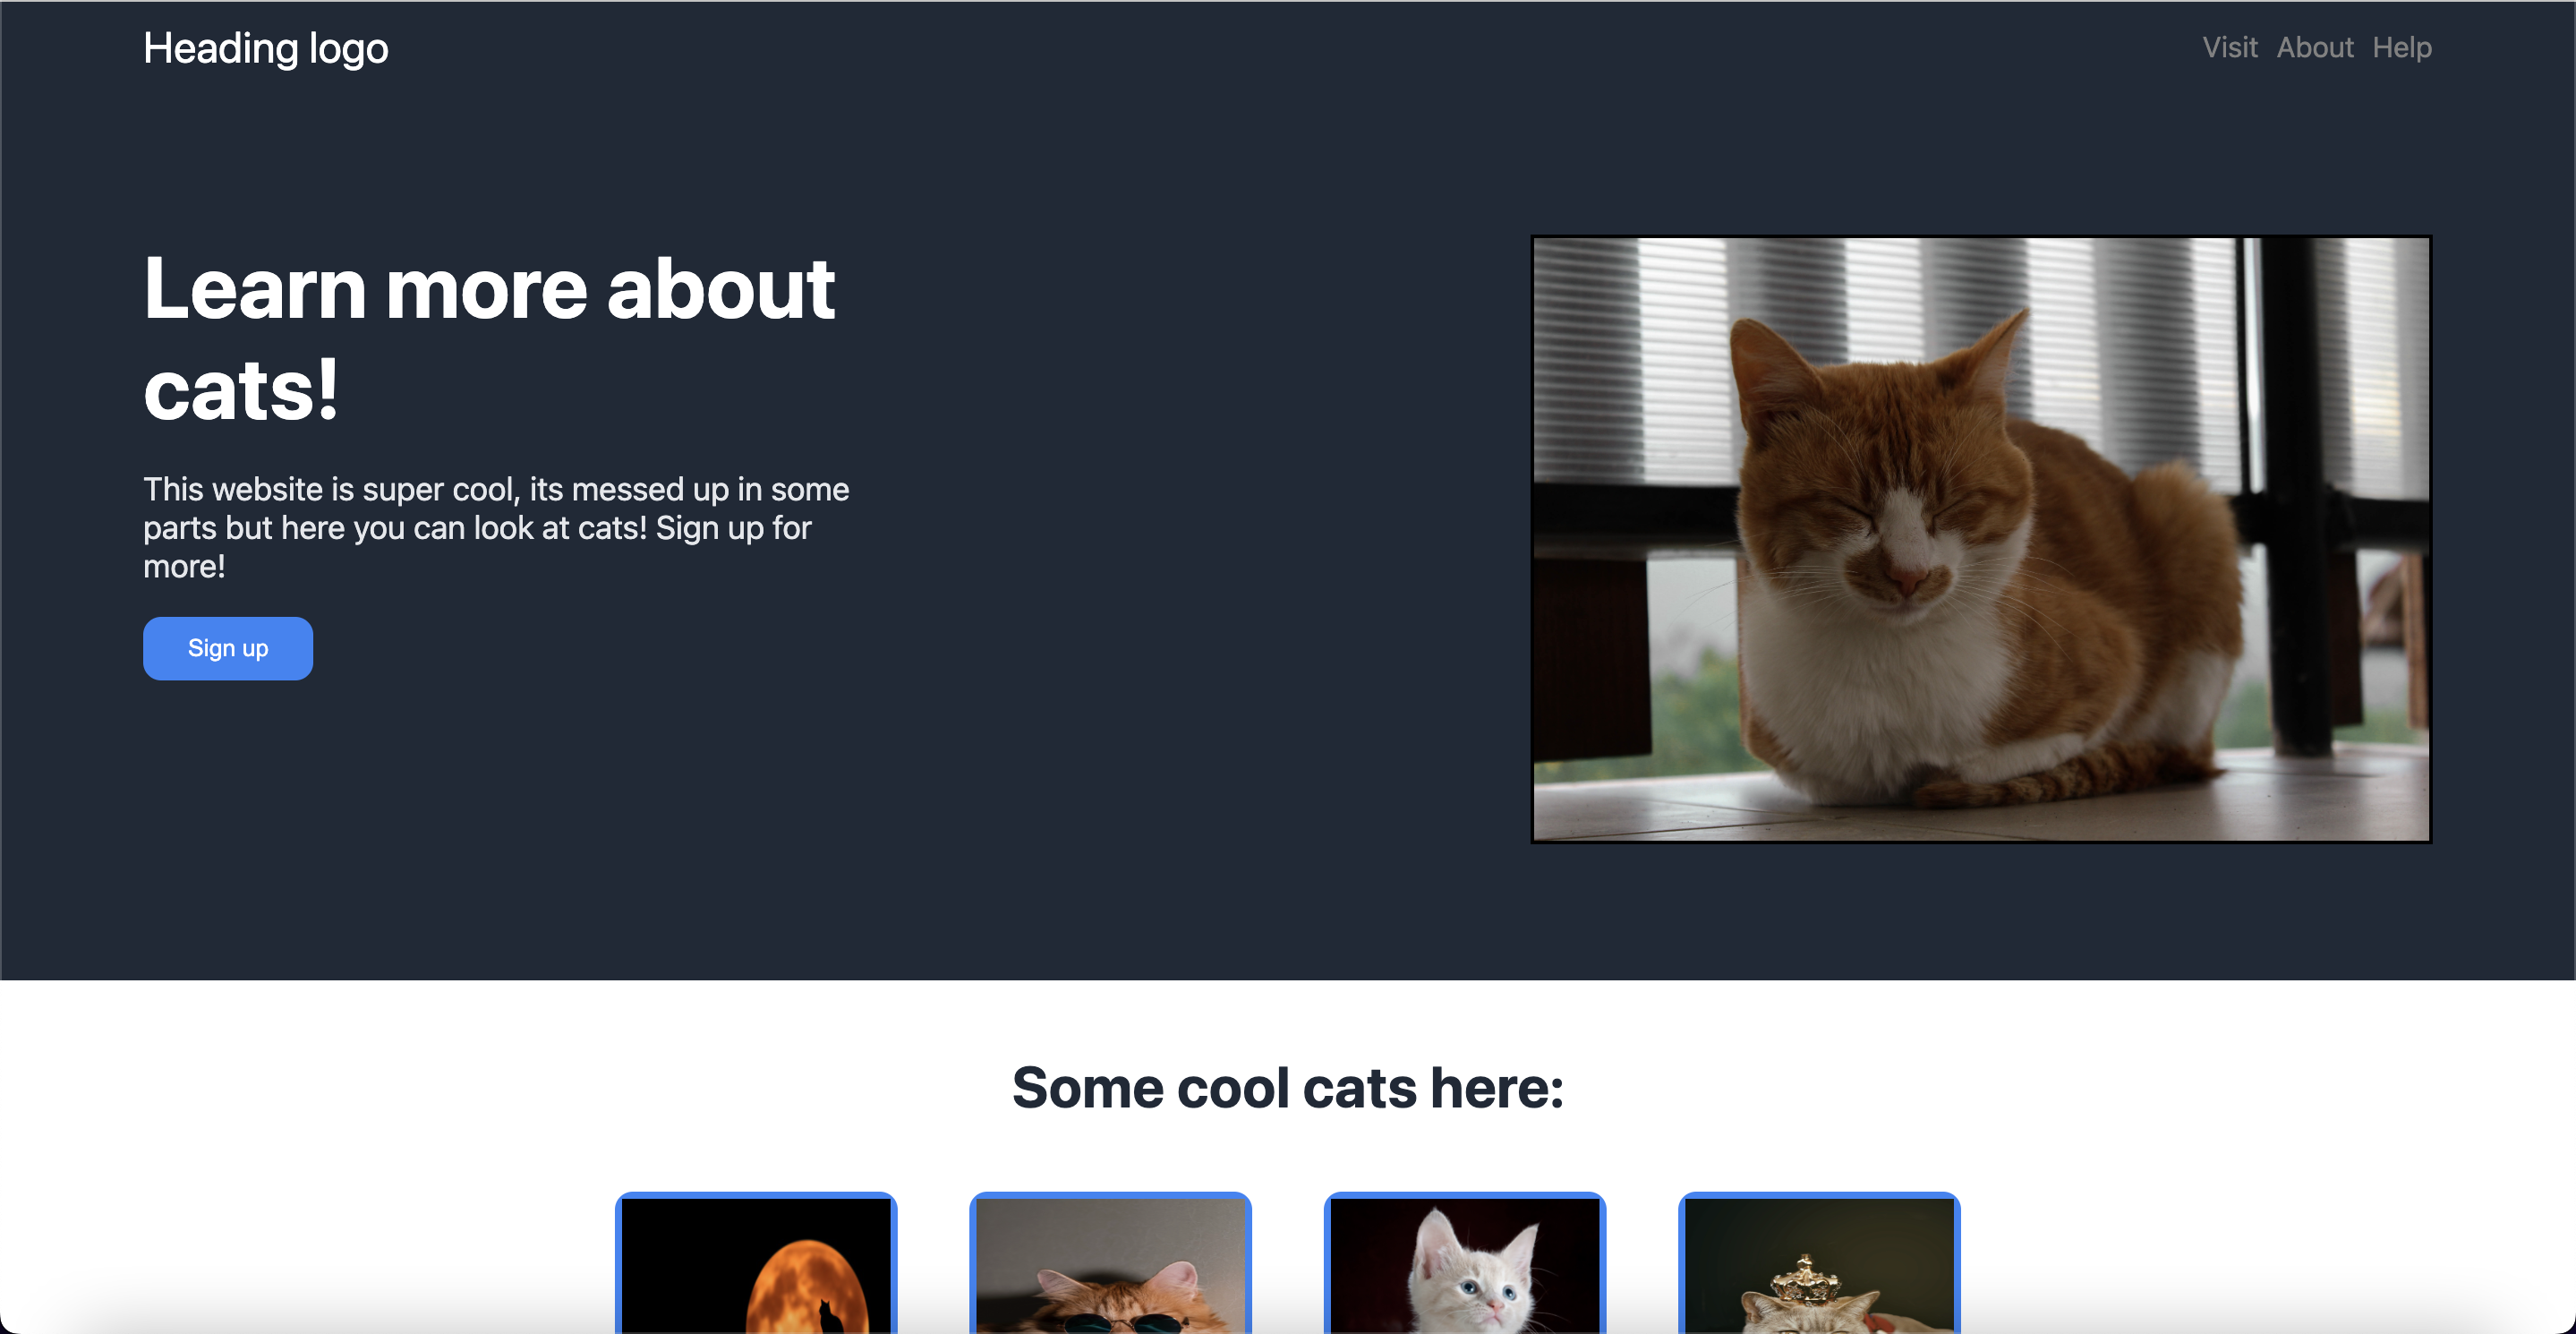 Heading logo
Visit About Help
Learn more about
cats!
This website is super cool, its messed up in some
parts but here you can look at cats! Sign up for
more!
Sign up
Some cool cats here: